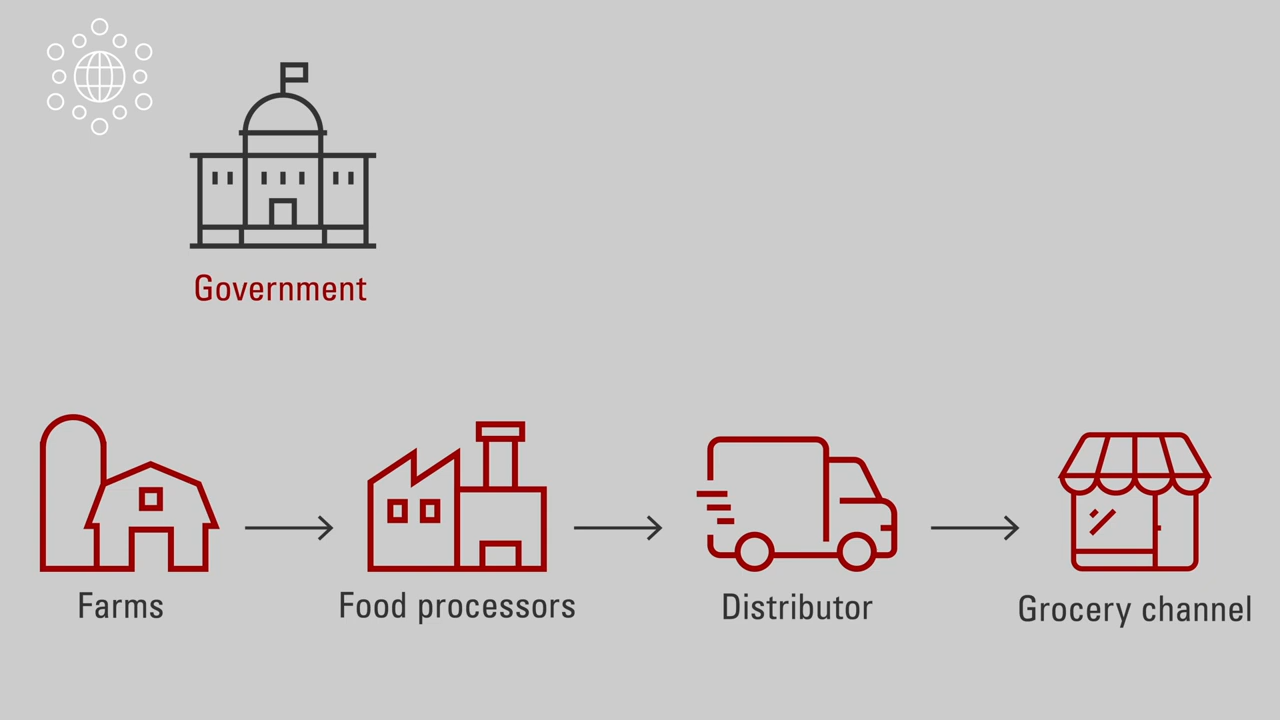 Government
Farms
Food processors
Distributor
Grocery channel